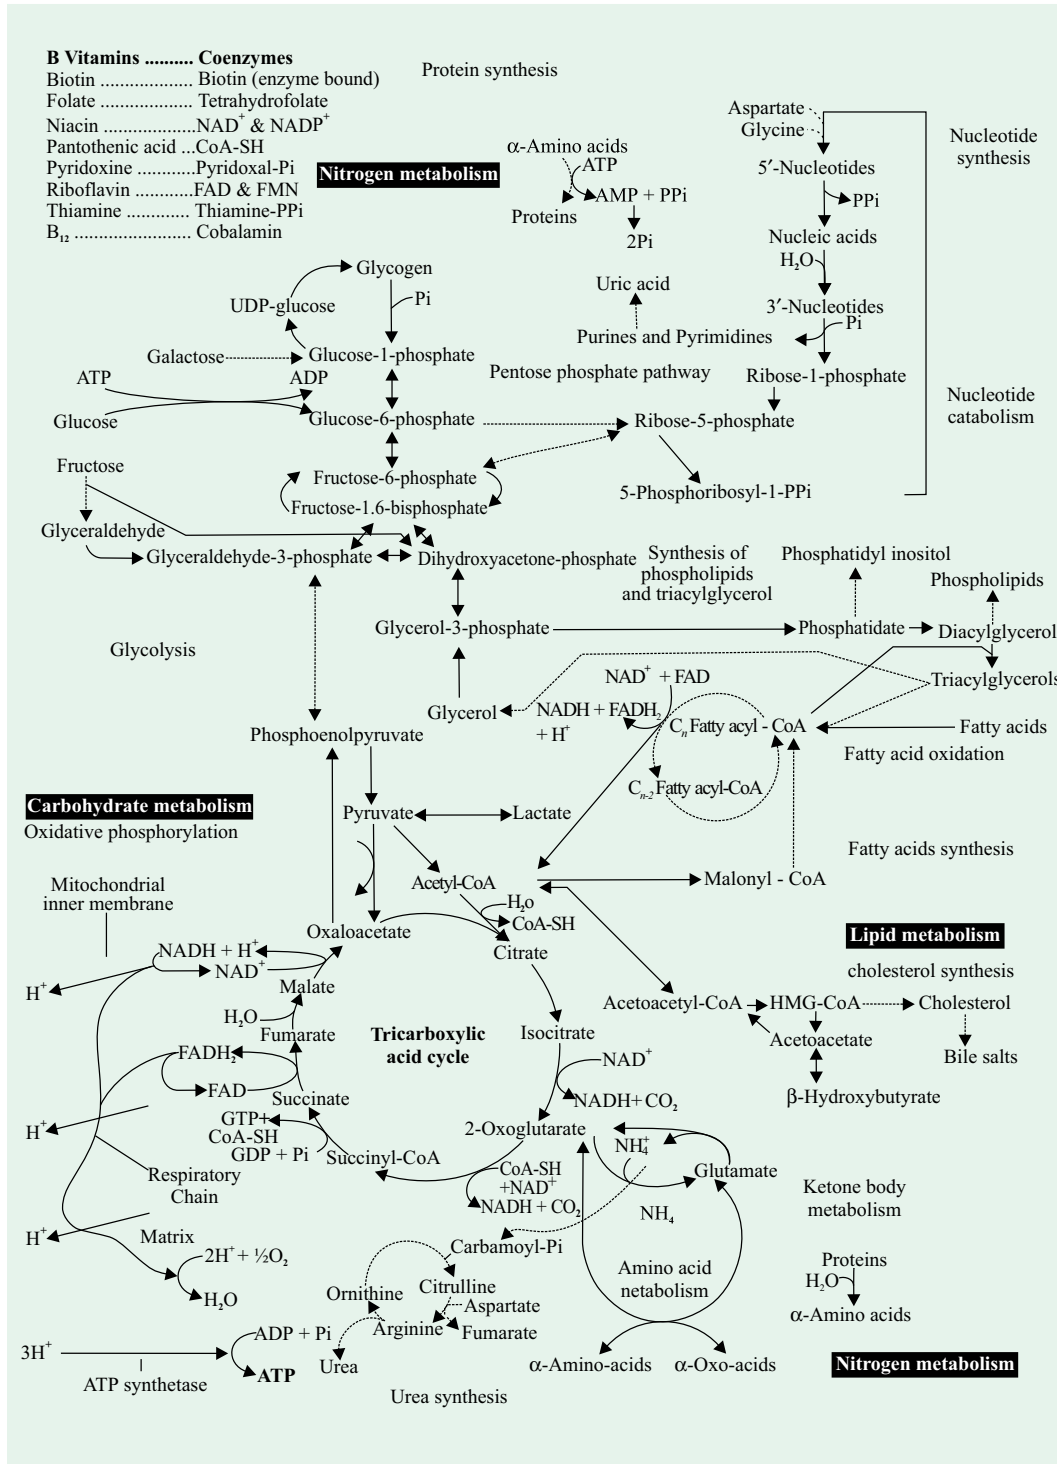 B Vitamins .......... Coenzymes
Biotin ................... Biotin (enzyme bound)
Folate ................... Tetrahydrofolate
Niacin ...................NAD+ & NADP+
Pantothenic acid ...CoA-SH
Pyridoxine ............Pyridoxal-Pi
Riboflavin ............FAD & FMN
Thiamine ............. Thiamine-PPi
B12 ........................ Cobalamin
Protein synthesis
Nitrogen metabolism
α-Amino acids
ATP
AMP + PPi
Proteins
2Pi
Aspartate
Glycine
Nucleotide
synthesis
5′-Nucleotides
PPi
Nucleic acids
H2O
3′-Nucleotides
Pi
Uric acid
Purines and Pyrimidines
Ribose-1-phosphate
Pentose phosphate pathway
Nucleotide
catabolism
Ribose-5-phosphate
5-Phosphoribosyl-1-PPi
Glycogen
UDP-glucose
Pi
Galactose
Glucose-1-phosphate
ATP
ADP
Glucose
Glucose-6-phosphate
Fructose
Fructose-6-phosphate
Fructose-1.6-bisphosphate
Glyceraldehyde
Glyceraldehyde-3-phosphate
Dihydroxyacetone-phosphate
Synthesis of
phospholipids
and triacylglycerol
Phosphatidyl inositol
Phospholipids
Glycerol-3-phosphate
Phosphatidate
Diacylglycerol
Glycolysis
Triacylglycerols
NAD+ + FAD
Glycerol
NADH + FADH2
+ H+
Cn Fatty acyl - CoA
Fatty acids
Fatty acid oxidation
Phosphoenolpyruvate
Cn-2 Fatty acyl-CoA
Carbohydrate metabolism
Oxidative phosphorylation
Pyruvate
Lactate
Fatty acids synthesis
Mitochondrial
inner membrane
Acetyl-CoA
Malonyl - CoA
H2o
CoA-SH
Oxaloacetate
Citrate
Lipid metabolism
cholesterol synthesis
NADH + H+
NAD+
H+
Malate
Acetoacetyl-CoA
HMG-CoA
Cholesterol
H2O
Fumarate
Tricarboxylic
acid cycle
Isocitrate
Acetoacetate
Bile salts
FADH2
FAD
NAD+
NADH+ CO2
β-Hydroxybutyrate
Succinate
GTP+
CoA-SH
GDP + Pi
H+
2-Oxoglutarate
NH4+
Succinyl-CoA
CoA-SH
+NAD+
NADH + CO2
Glutamate
Respiratory
Chain
NH4
Ketone body
metabolism
H+
Matrix
2H+ + ½O2
H2O
Carbamoyl-Pi
Citrulline
Ornithine
Aspartate
Arginine
Fumarate
Urea
Amino acid
netabolism
Proteins
H2O
α-Amino acids
3H+
ADP + Pi
ATP
ATP synthetase
Urea synthesis
α-Amino-acids
α-Oxo-acids
Nitrogen metabolism